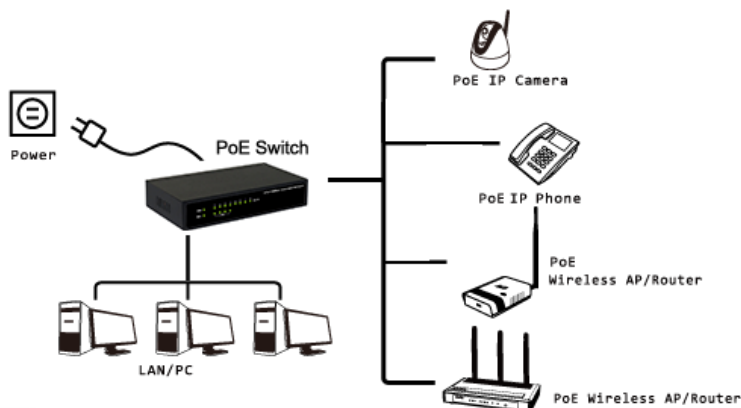 PoE IP Camera
Power
PoE Switch
PoE IP Phone
PoE
Wireless AP/Router
LAN/PC
PoE Wireless AP/Router